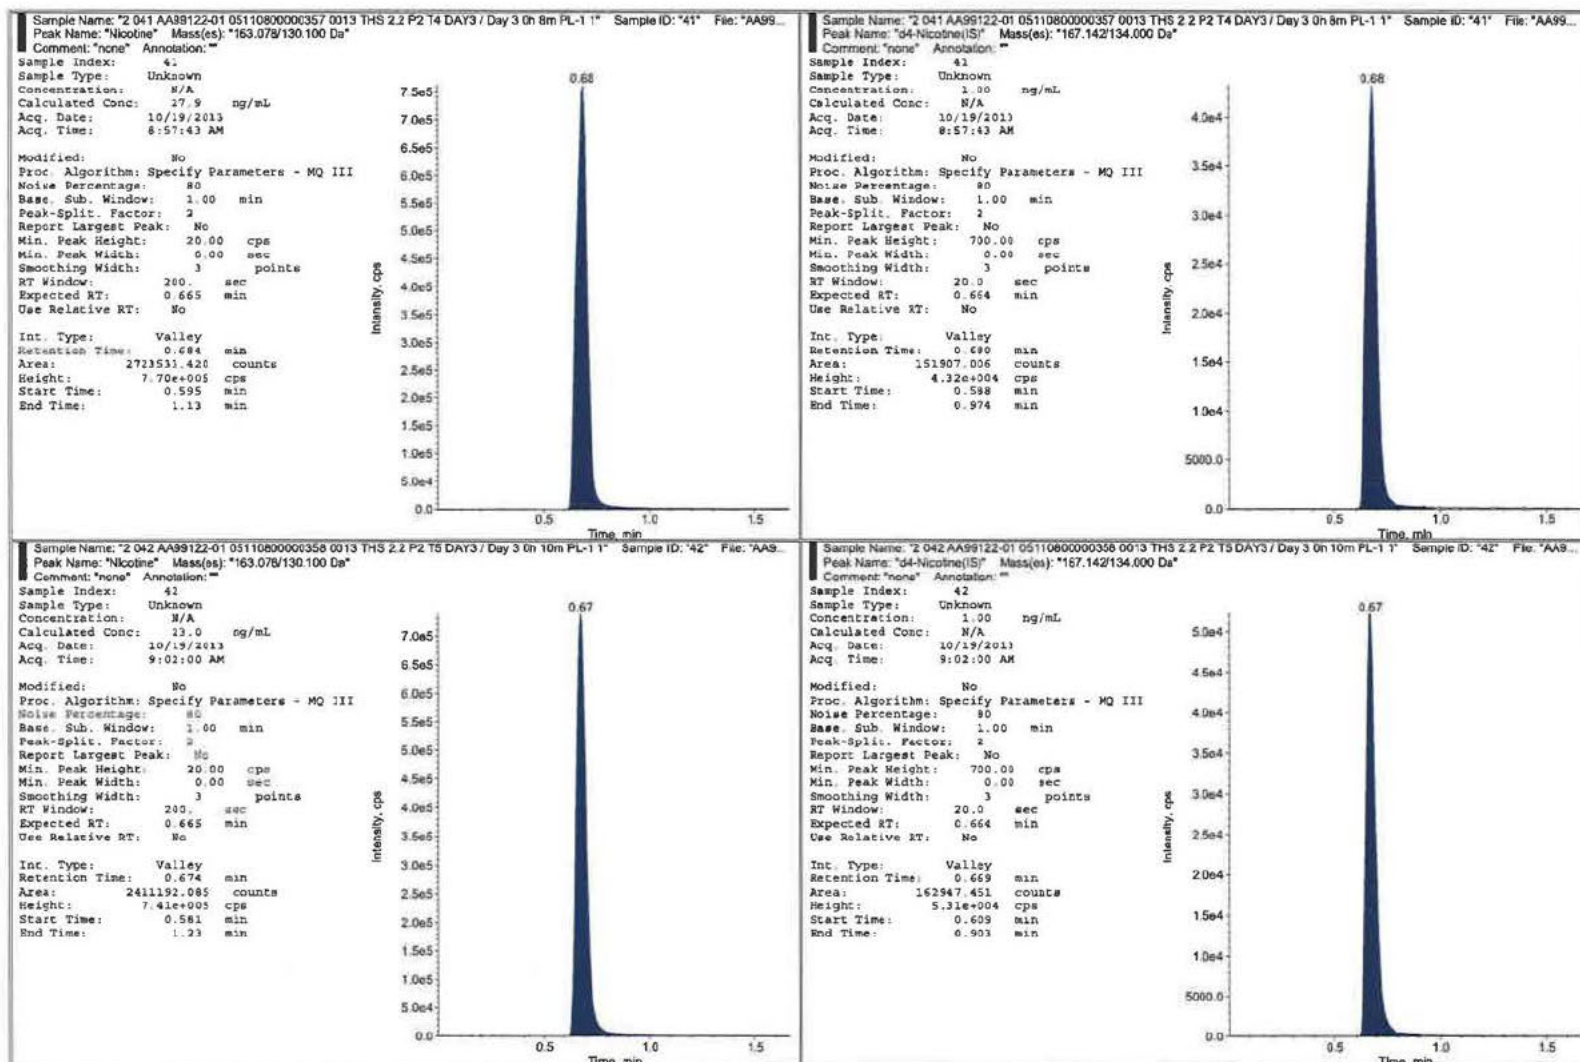 Sample Name: "2 041 AA99122-01 05110800000357 0013 THS 2.2 P2 T4 DAY3 / Day 3 0h 8m PL-1 1" Sample ID: "41" File: "AA99...
Peak Name: "Nicotine" Mass(es): "163.078/130.100 Da"
Comment: "none" Annotation: ""
Sample Index: 41
Sample Type: Unknown
Concentration: N/A
Calculated Conc: 27.9 ng/mL
Acq. Date: 10/19/2013
Acq. Time: 8:57:43 AM
Modified: No
Proc. Algorithm: Specify Parameters - MQ III
Noise Percentage: 80
Base. Sub. Window: 1.00 min
Peak-Split. Factor: 2
Report Largest Peak: No
Min. Peak Height: 20.00 cps
Min. Peak Width: 0.00 sec
Smoothing Width: 3 points
RT Window: 200. sec
Expected RT: 0.665 min
Use Relative RT: No
Int. Type: Valley
Retention Time: 0.684 min
Area: counts
Height: 7.70e+005 cps
Start Time: 0.595 min
End Time: 1.13 min
0.68
7.5e5
7.0e5
6.5e5
6.0e5
5.5e5
5.0e5
4.5e5
4.0e5
3.5e5
3.0e5
2.5e5
2.0e5
1.5e5
1.0e5
5.0e4
0.0
Intensity, cps
0.5 1.0 1.5
Time, min
Sample Name: "2 041 AA99122-01 05110800000357 0013 THS 2.2 P2 T4 DAY3 / Day 3 0h 8m PL-1 1" Sample ID: "41" File: "AA99...
Peak Name: "d4-Nicotine(IS)" Mass(es): "167.142/134.000 Da"
Comment: "none" Annotation: ""
Sample Index: 41
Sample Type: Unknown
Concentration: 1.00 ng/mL
Calculated Conc: N/A
Acq. Date: 10/19/2013
Acq. Time: 8:57:43 AM
Modified: No
Proc. Algorithm: Specify Parameters - MQ III
Noise Percentage: 80
Base. Sub. Window: 1.00 min
Peak-Split. Factor: 2
Report Largest Peak: No
Min. Peak Height: 700.00 cps
Min. Peak Width: 0.00 sec
Smoothing Width: 3 points
RT Window: 20.0 sec
Expected RT: 0.664 min
Use Relative RT: No
Int. Type: Valley
Retention Time: 0.680 min
Area: 151907.006 counts
Height: 4.32e+004 cps
Start Time: 0.588 min
End Time: 0.974 min
0.68
4.0e4
3.5e4
3.0e4
2.5e4
2.0e4
1.5e4
1.0e4
5000.0
0.0
Intensity, cps
0.5 1.0 1.5
Time, min
Sample Name: "2 042 AA99122-01 05110800000358 0013 THS 2.2 P2 T5 DAY3 / Day 3 0h 10m PL-1 1" Sample ID: "42" File: "AA9...
Peak Name: "Nicotine" Mass(es): "163.078/130.100 Da"
Comment: "none" Annotation: ""
Sample Index: 42
Sample Type: Unknown
Concentration: N/A
Calculated Conc: 23.0 ng/mL
Acq. Date: 10/19/2013
Acq. Time: 9:02:00 AM
Modified: No
Proc. Algorithm: Specify Parameters - MQ III
Noise Percentage: 80
Base. Sub. Window: 1.00 min
Peak-Split. Factor: 2
Report Largest Peak: No
Min. Peak Height: 20.00 cps
Min. Peak Width: 0.00 sec
Smoothing Width: 3 points
RT Window: 200. sec
Expected RT: 0.665 min
Use Relative RT: No
Int. Type: Valley
Retention Time: 0.674 min
Area: 2411192.085 counts
Height: 7.41e+005 cps
Start Time: 0.581 min
End Time: 1.23 min
0.67
7.0e5
6.5e5
6.0e5
5.5e5
5.0e5
4.5e5
4.0e5
3.5e5
3.0e5
2.5e5
2.0e5
1.5e5
1.0e5
5.0e4
0.0
Intensity, cps
0.5 1.0 1.5
Time, min
Sample Name: "2 042 AA99122-01 05110800000358 0013 THS 2.2 P2 T5 DAY3 / Day 3 0h 10m PL-1 1" Sample ID: "42" File: "AA9...
Peak Name: "d4-Nicotine(IS)" Mass(es): "167.142/134.000 Da"
Comment: "none" Annotation: ""
Sample Index: 42
Sample Type: Unknown
Concentration: 1.00 ng/mL
Calculated Conc: N/A
Acq. Date: 10/19/2013
Acq. Time: 9:02:00 AM
Modified: No
Proc. Algorithm: Specify Parameters - MQ III
Noise Percentage: 80
Base. Sub. Window: 1.00 min
Peak-Split. Factor: 2
Report Largest Peak: No
Min. Peak Height: 700.00 cps
Min. Peak Width: 0.00 sec
Smoothing Width: 3 points
RT Window: 20.0 sec
Expected RT: 0.664 min
Use Relative RT: No
Int. Type: Valley
Retention Time: 0.669 min
Area: 162947.451 counts
Height: 5.31e+004 cps
Start Time: 0.609 min
End Time: 0.903 min
0.67
5.0e4
4.5e4
4.0e4
3.5e4
3.0e4
2.5e4
2.0e4
1.5e4
1.0e4
5000.0
0.0
Intensity, cps
0.5 1.0 1.5
Time, min